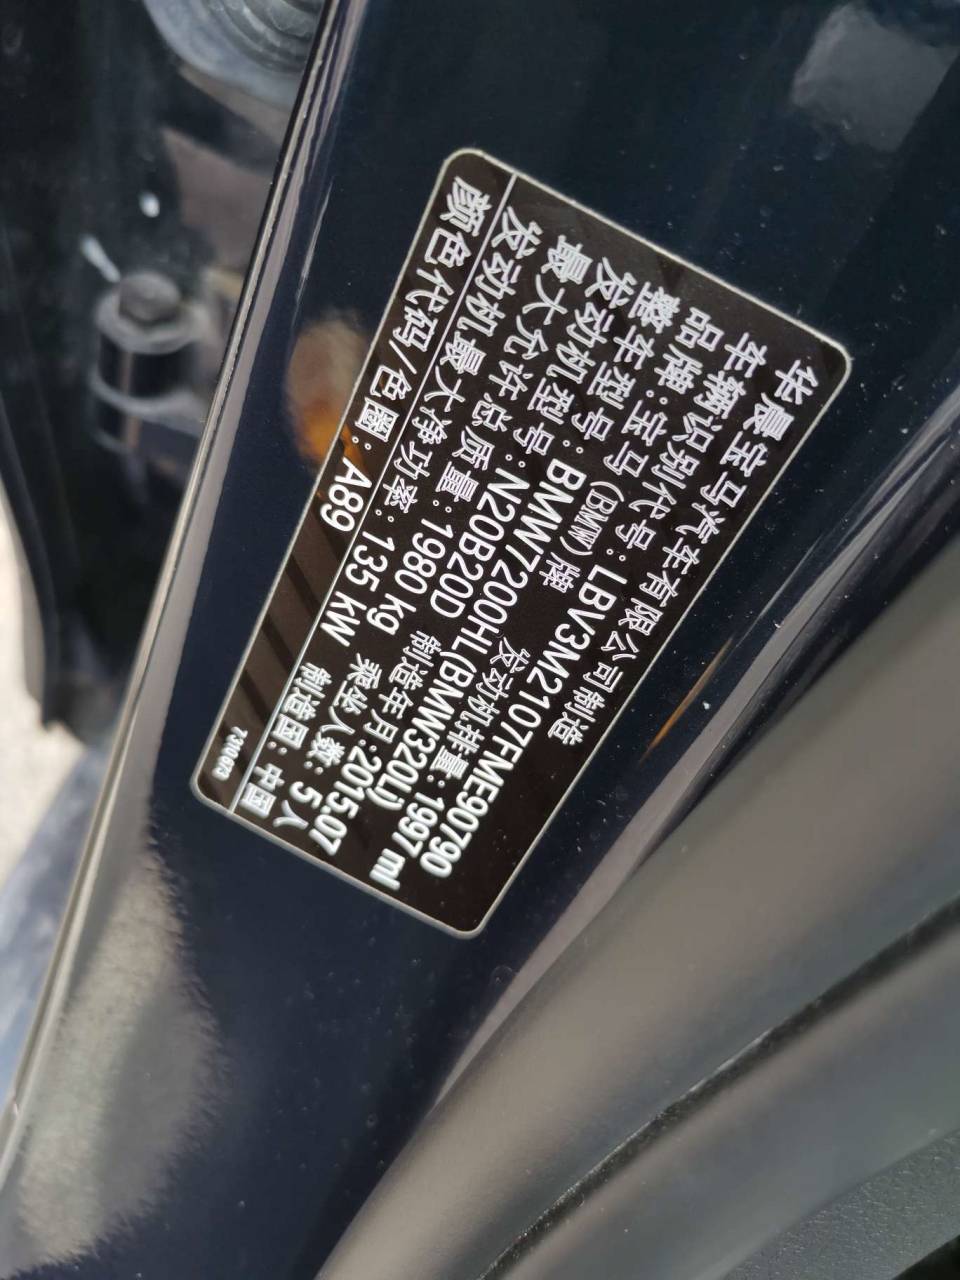 华晨宝马汽车有限公司制造
车辆识别代号：LBV3M2107FME90790
品牌：宝马（BMW）牌 发动机排量：1997 ml
整车型号：BMW7200HL(BMW320Li)
发动机型号：N20B20D 制造年月：2015.07
最大允许总质量：1980 kg 乘坐人数：5人
发动机最大净功率：135 kW 制造国：中国
颜色代码/色图：A89